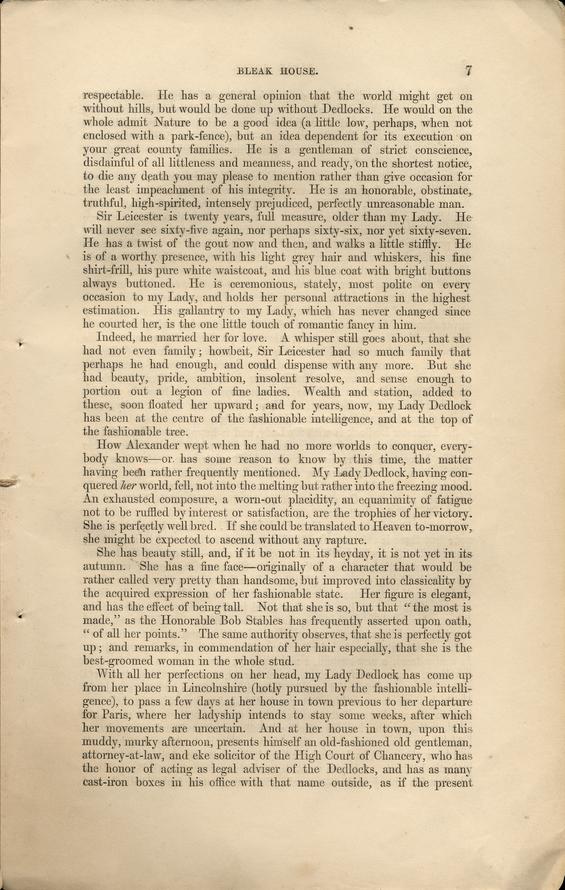 BLEAK HOUSE. 7
respectable. He has a general opinion that the world might get on
without hills, but would be done up without Dedlocks. He would on the
whole admit Nature to be a good idea (a little low, perhaps, when not
enclosed with a park-fence), but an idea dependent for its execution on
your great county families. He is a gentleman of strict conscience,
disdainful of all littleness and meanness, and ready, on the shortest notice,
to die any death you may please to mention rather than give occasion for
the least impeachment of his integrity. He is an honorable, obstinate,
truthful, high-spirited, intensely prejudiced, perfectly unreasonable man.
Sir Leicester is twenty years, full measure, older than my Lady. He
will never see sixty-five again, nor perhaps sixty-six, nor yet sixty-seven.
He has a twist of the gout now and then, and walks a little stiffly. He
is of a worthy presence, with his light grey hair and whiskers, his fine
shirt-frill, his pure white waistcoat, and his blue coat with bright buttons
always buttoned. He is ceremonious, stately, most polite on every
occasion to my Lady, and holds her personal attractions in the highest
estimation. His gallantry to my Lady, which has never changed since
he courted her, is the one little touch of romantic fancy in him.
Indeed, he married her for love. A whisper still goes about, that she
had not even family; howbeit, Sir Leicester had so much family that
perhaps he had enough, and could dispense with any more. But she
had beauty, pride, ambition, insolent resolve, and sense enough to
portion out a legion of fine ladies. Wealth and station, added to
these, soon floated her upward; and for years, now, my Lady Dedlock
has been at the centre of the fashionable intelligence, and at the top of
the fashionable tree.
How Alexander wept when he had no more worlds to conquer, every-
body knows—or has some reason to know by this time, the matter
having been rather frequently mentioned. My Lady Dedlock, having con-
quered her world, fell, not into the melting but rather into the freezing mood.
An exhausted composure, a worn-out placidity, an equanimity of fatigue
not to be ruffled by interest or satisfaction, are the trophies of her victory.
She is perfectly well bred. If she could be translated to Heaven to-morrow,
she might be expected to ascend without any rapture.
She has beauty still, and, if it be not in its heyday, it is not yet in its
autumn. She has a fine face—originally of a character that would be
rather called very pretty than handsome, but improved into classicality by
the acquired expression of her fashionable state. Her figure is elegant,
and has the effect of being tall. Not that she is so, but that "the most is
made," as the Honorable Bob Stables has frequently asserted upon oath,
"of all her points." The same authority observes, that she is perfectly got
up; and remarks, in commendation of her hair especially, that she is the
best-groomed woman in the whole stud.
With all her perfections on her head, my Lady Dedlock has come up
from her place in Lincolnshire (hotly pursued by the fashionable intelli-
gence), to pass a few days at her house in town previous to her departure
for Paris, where her ladyship intends to stay some weeks, after which
her movements are uncertain. And at her house in town, upon this
muddy, murky afternoon, presents himself an old-fashioned old gentleman,
attorney-at-law, and eke solicitor of the High Court of Chancery, who has
the honor of acting as legal adviser of the Dedlocks, and has as many
cast-iron boxes in his office with that name outside, as if the present